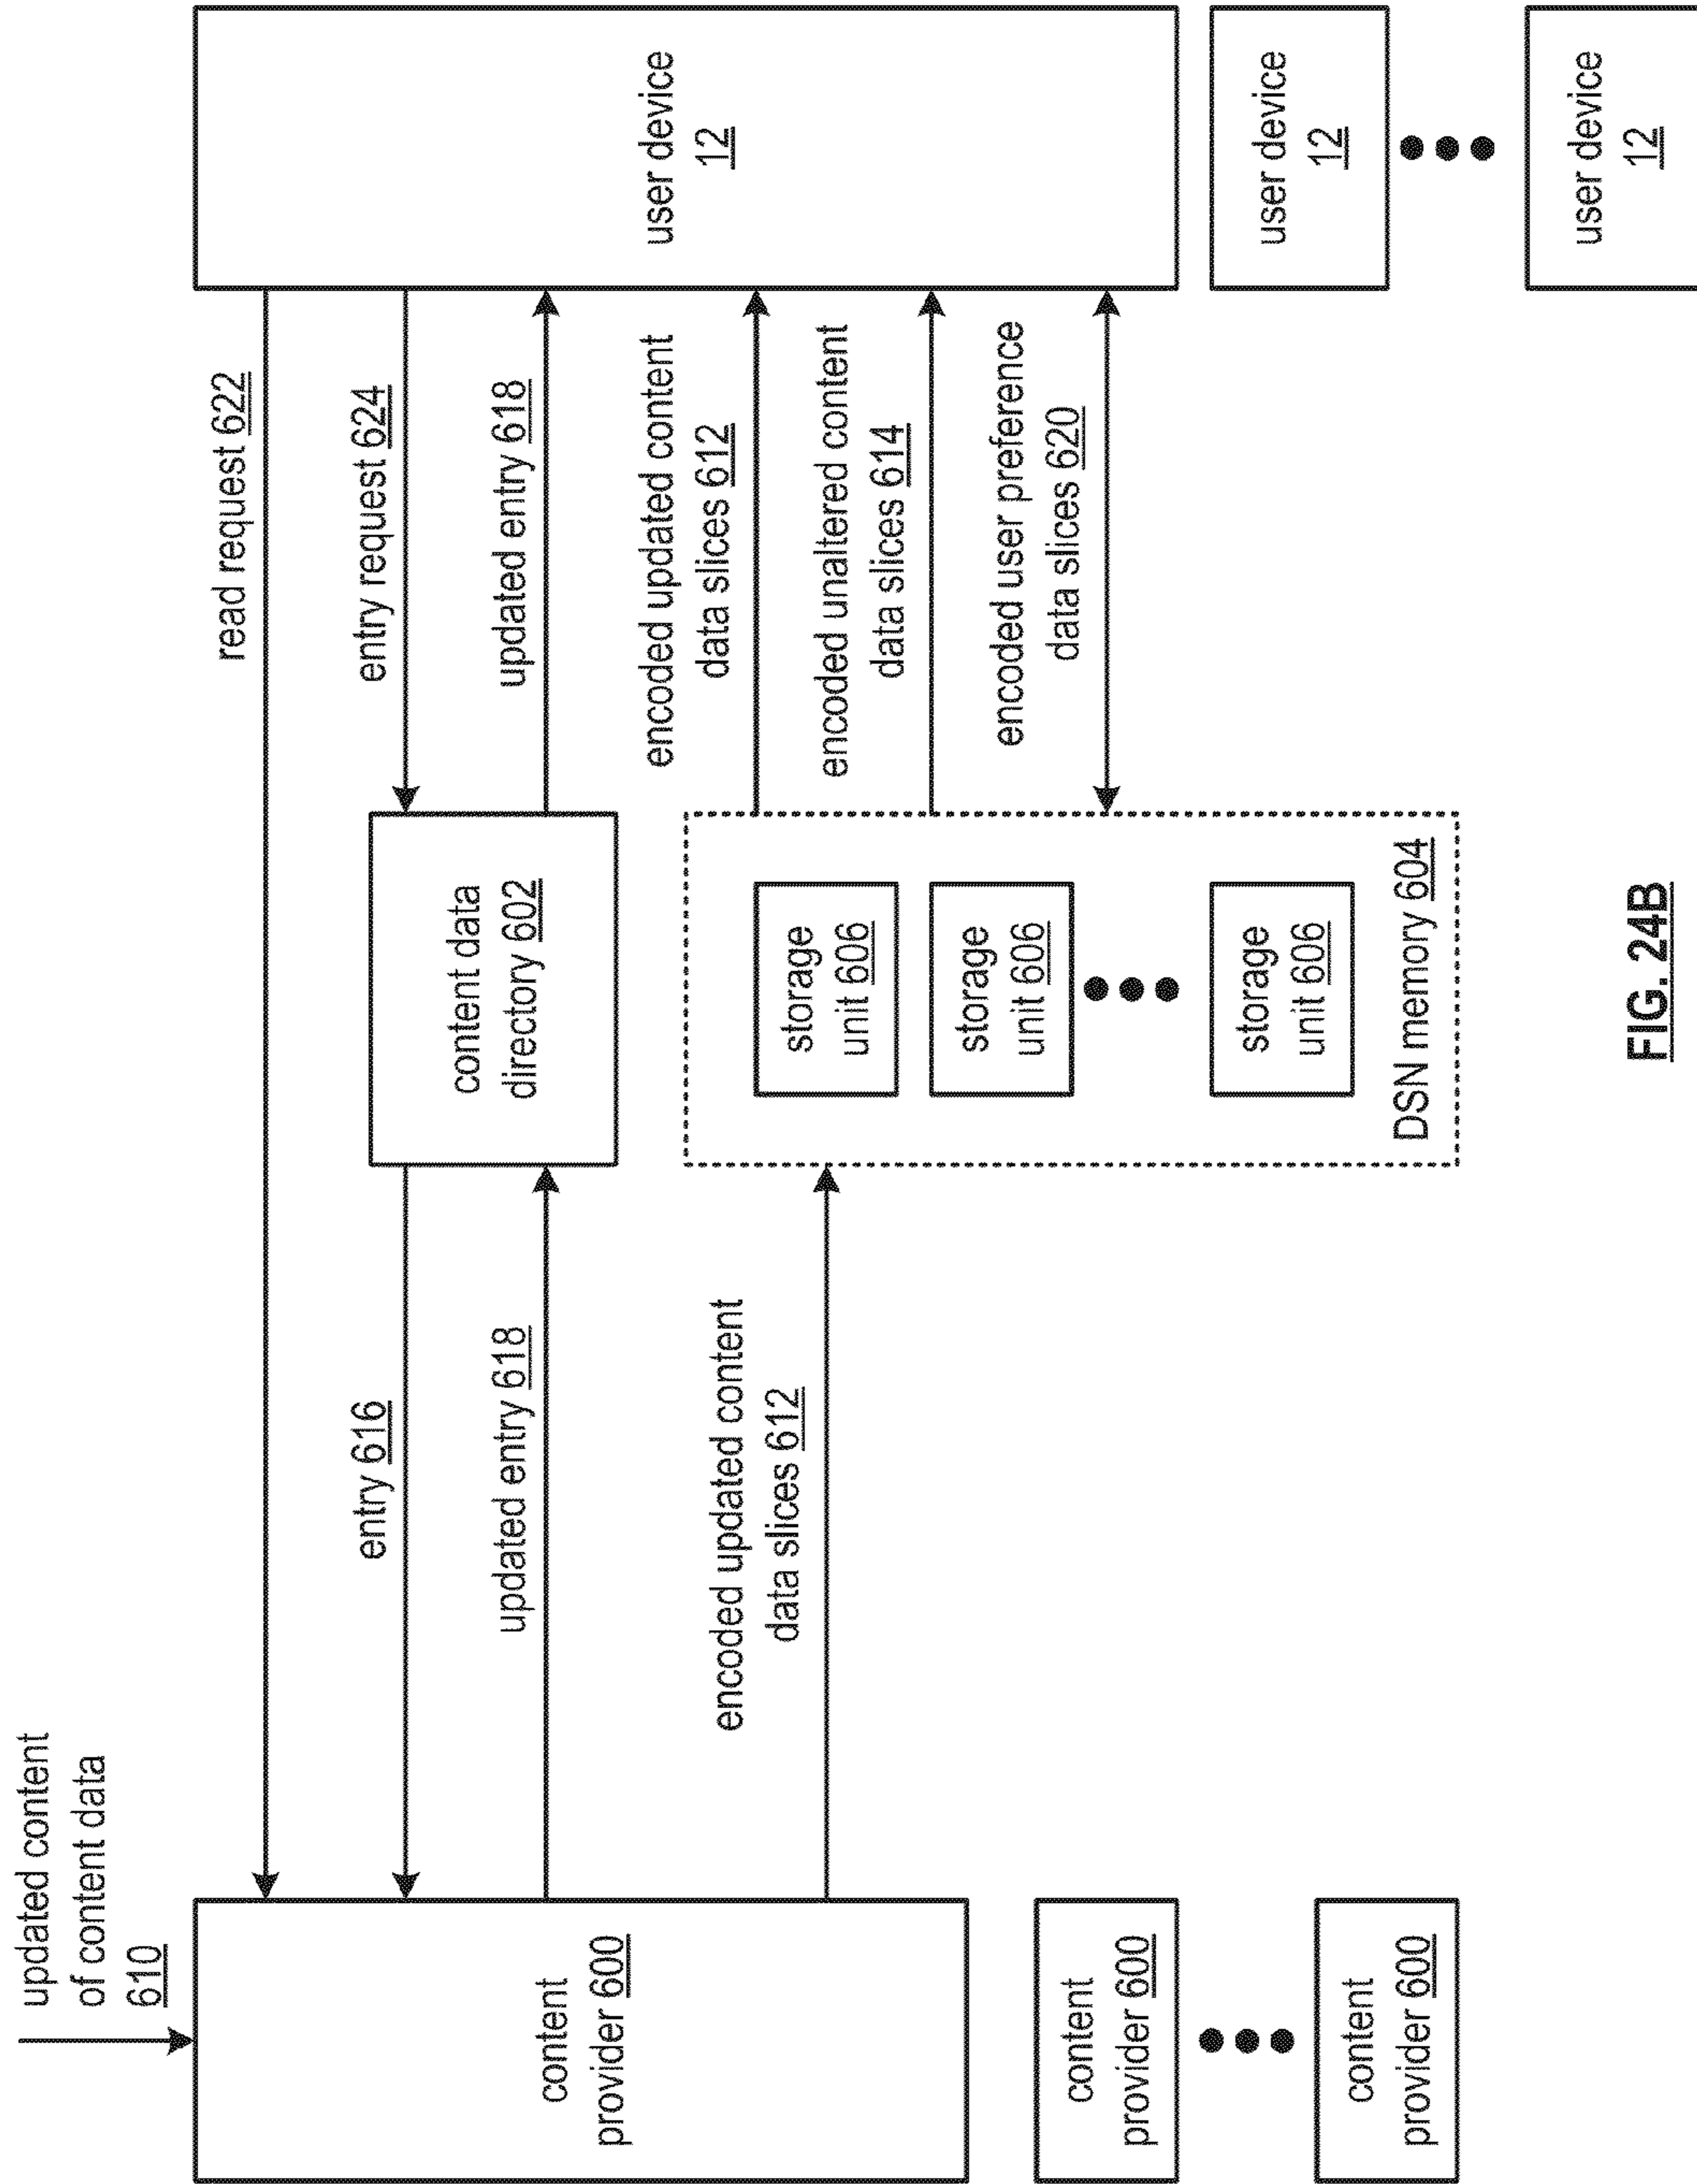 updated content
of content data
610
content
provider 600
content
provider 600
content
provider 600
read request 622
entry 616
updated entry 618
encoded updated content
data slices 612
content data
directory 602
storage
unit 606
storage
unit 606
storage
unit 606
DSN memory 604
entry request 624
updated entry 618
encoded updated content
data slices 612
encoded unaltered content
data slices 614
encoded user preference
data slices 620
user device
12
user device
12
user device
12
FIG. 24B